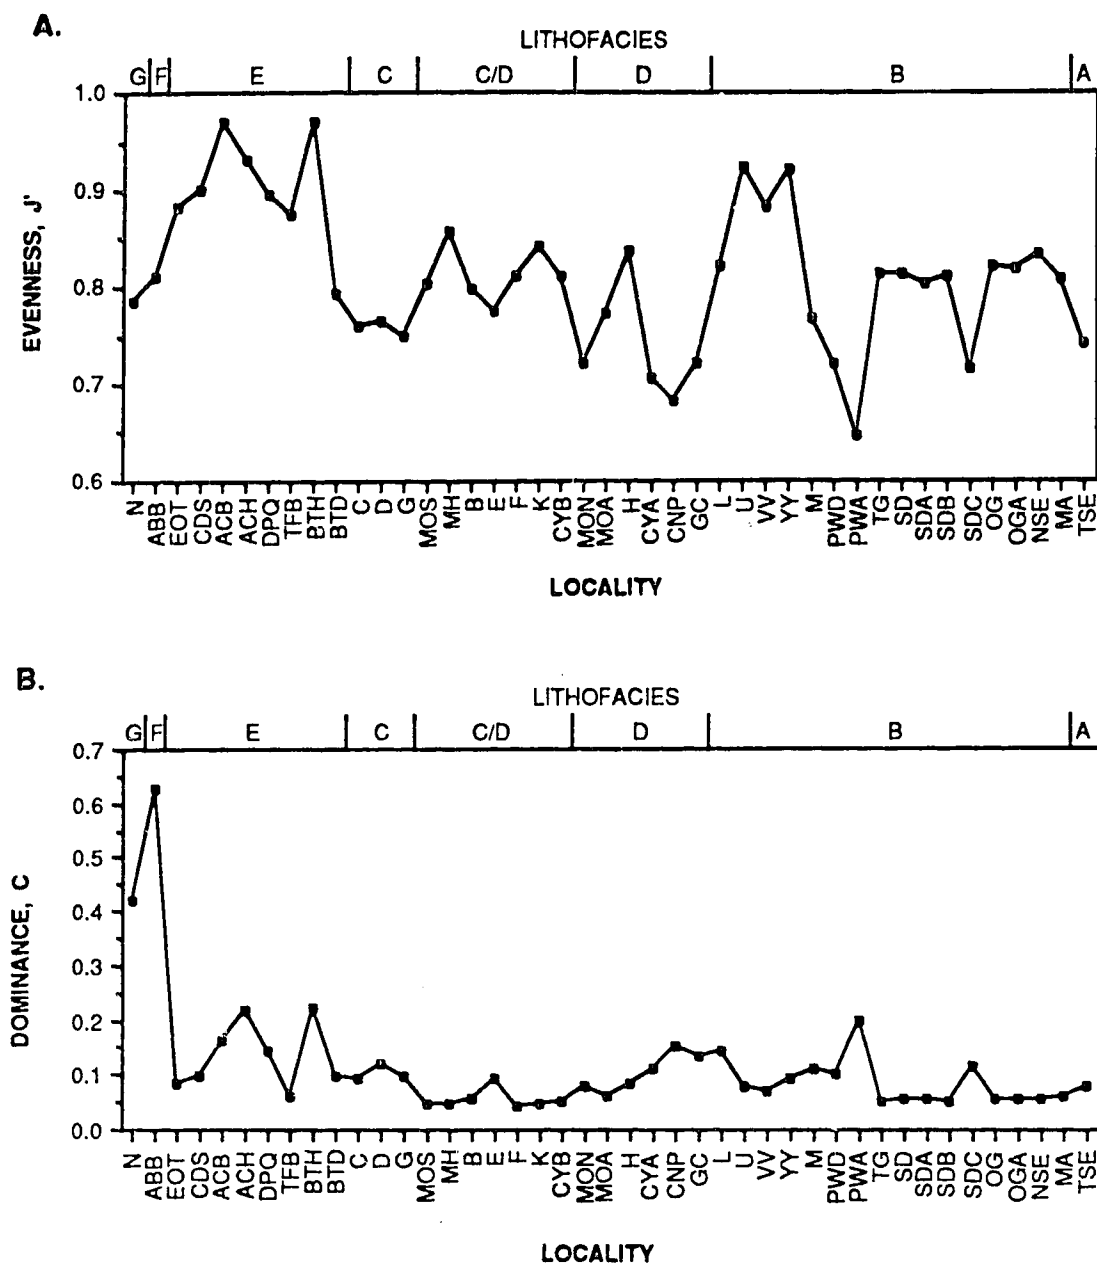 A.
LITHOFACIES
G F E C C/D D B A
1.0
0.9
0.8
0.7
0.6
EVENNESS, J'
N ABB EOT CDS ACB ACH DPQ TFB BTH BTD C D G MOS MH B E F K CYB MON MOA H CYA CNP GC L U VV YY M PWD PWA TG SD SDA SDB SDC OG OGA NSE MA TSE
LOCALITY
B.
LITHOFACIES
G F E C C/D D B A
0.7
0.6
0.5
0.4
0.3
0.2
0.1
0.0
DOMINANCE, C
N ABB EOT CDS ACB ACH DPQ TFB BTH BTD C D G MOS MH B E F K CYB MON MOA H CYA CNP GC L U VV YY M PWD PWA TG SD SDA SDB SDC OG OGA NSE MA TSE
LOCALITY